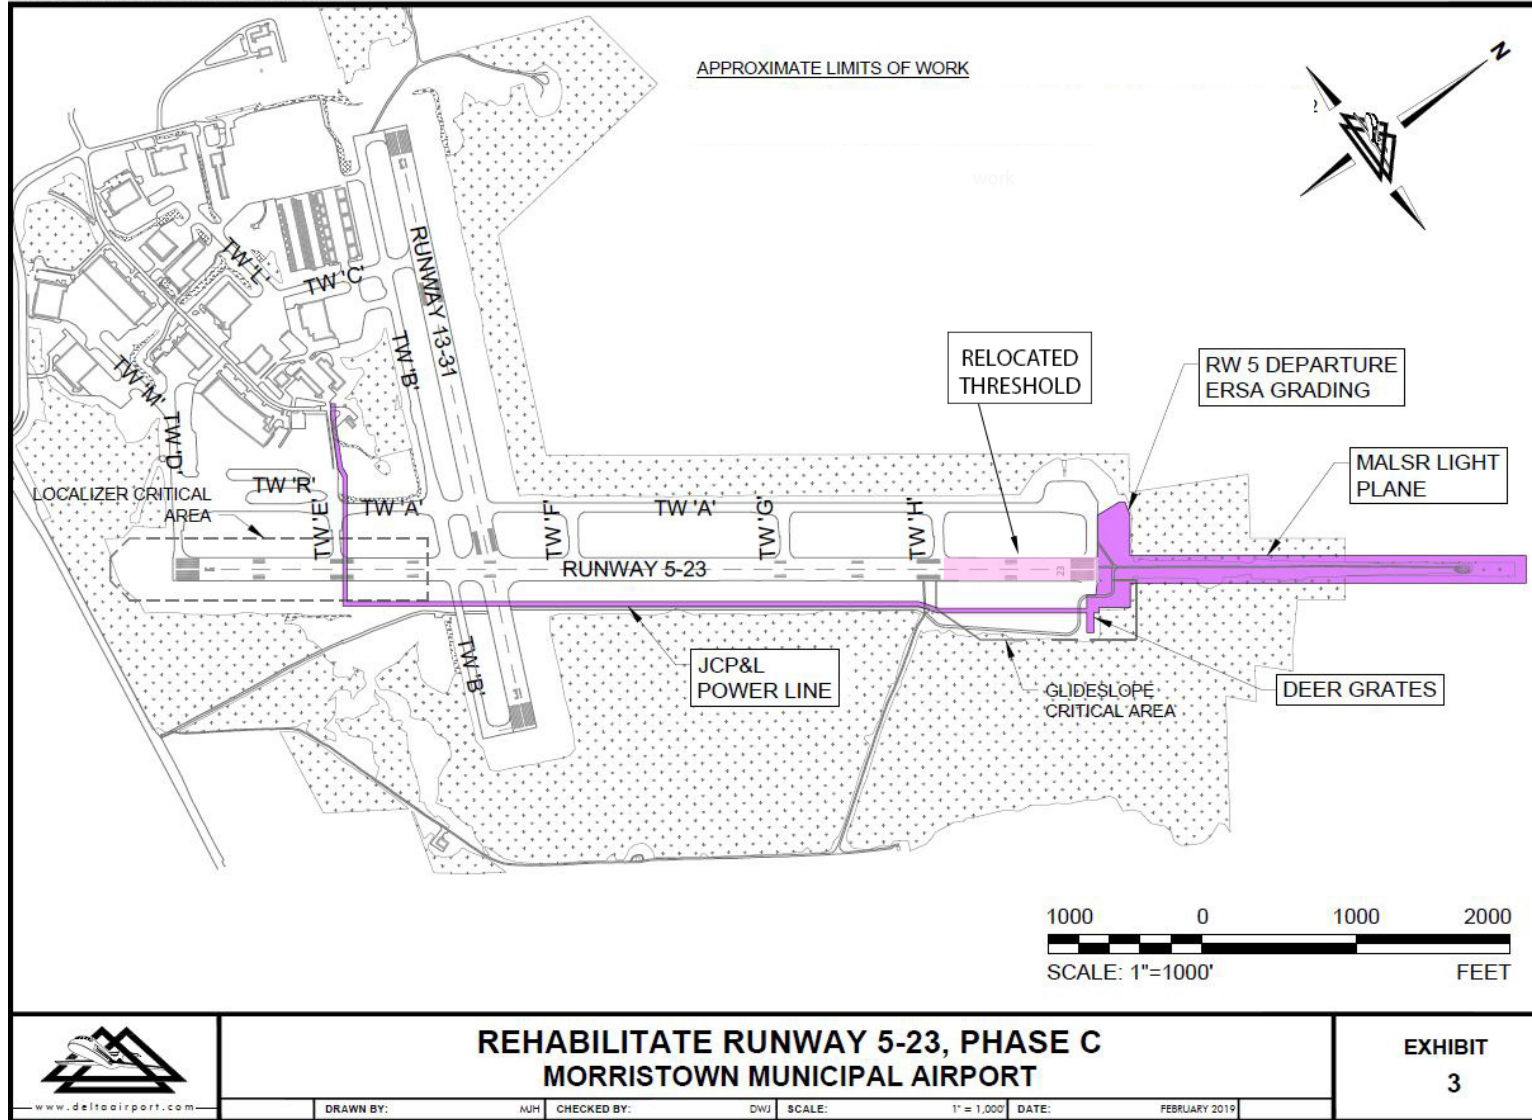 APPROXIMATE LIMITS OF WORK
N
work
RUNWAY 13-31
TW 'L'
TW 'C'
TW 'B'
TW 'M'
TW 'D'
TW 'R'
LOCALIZER CRITICAL
AREA
TW 'E'
TW 'A'
TW 'F'
TW 'A'
TW 'G'
TW 'H'
RELOCATED
THRESHOLD
RW 5 DEPARTURE
ERSA GRADING
MALSR LIGHT
PLANE
RUNWAY 5-23
23
TW 'B'
31
JCP&L
POWER LINE
GLIDESLOPE
CRITICAL AREA
DEER GRATES
1000 0 1000 2000
SCALE: 1"=1000' FEET
REHABILITATE RUNWAY 5-23, PHASE C
MORRISTOWN MUNICIPAL AIRPORT
EXHIBIT
3
www.deltaairport.com
DRAWN BY: MJH CHECKED BY: DWJ SCALE: 1" = 1,000' DATE: FEBRUARY 2019